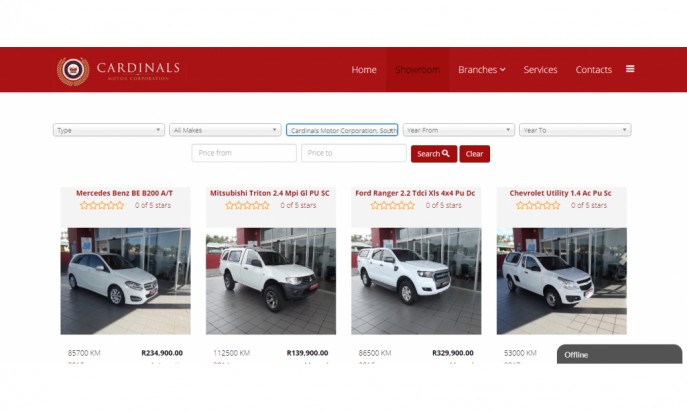 CARDINALS
MOTOR CORPORATION
Home Showroom Branches Services Contacts
Type All Makes Cardinals Motor Corporation, South Year From Year To
Price from Price to Search Clear
Mercedes Benz BE B200 A/T Mitsubishi Triton 2.4 Mpi Gl PU SC Ford Ranger 2.2 Tdci Xls 4x4 Pu Dc Chevrolet Utility 1.4 Ac Pu Sc
0 of 5 stars 0 of 5 stars 0 of 5 stars 0 of 5 stars
85700 KM R234,900.00 112500 KM R139,900.00 86500 KM R329,900.00 53000 KM
Offline